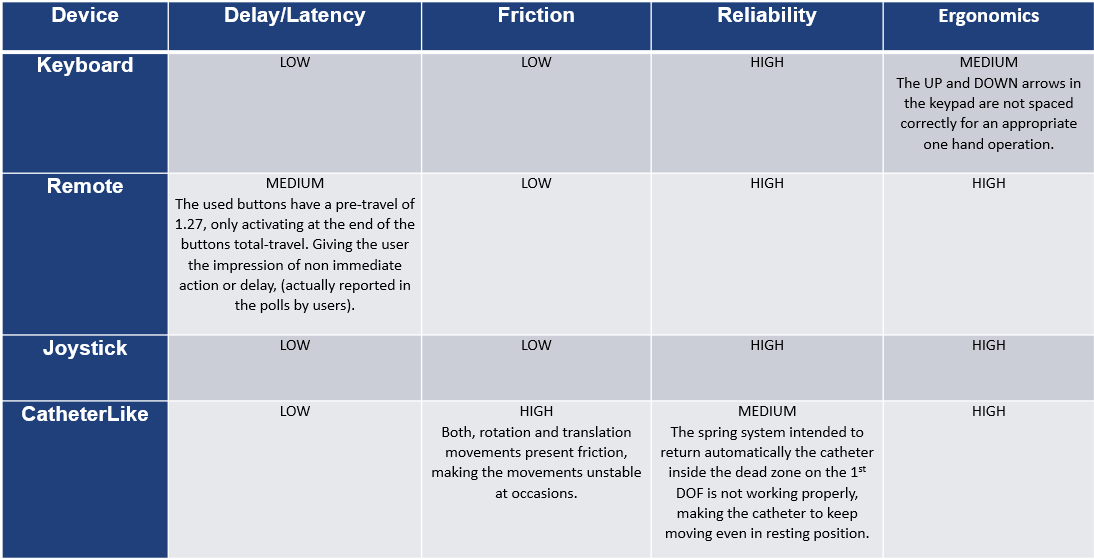 Device Delay/Latency Friction Reliability Ergonomics
Keyboard LOW LOW HIGH MEDIUM
The UP and DOWN arrows in
the keypad are not spaced
correctly for an appropriate
one hand operation.
Remote MEDIUM LOW HIGH HIGH
The used buttons have a pre-travel of
1.27, only activating at the end of the
buttons total-travel. Giving the user
the impression of non immediate
action or delay, (actually reported in
the polls by users).
Joystick LOW LOW HIGH HIGH
CatheterLike LOW HIGH MEDIUM HIGH
Both, rotation and translation
movements present friction,
making the movements unstable
at occasions.
The spring system intended to
return automatically the catheter
inside the dead zone on the 1st
DOF is not working properly,
making the catheter to keep
moving even in resting position.